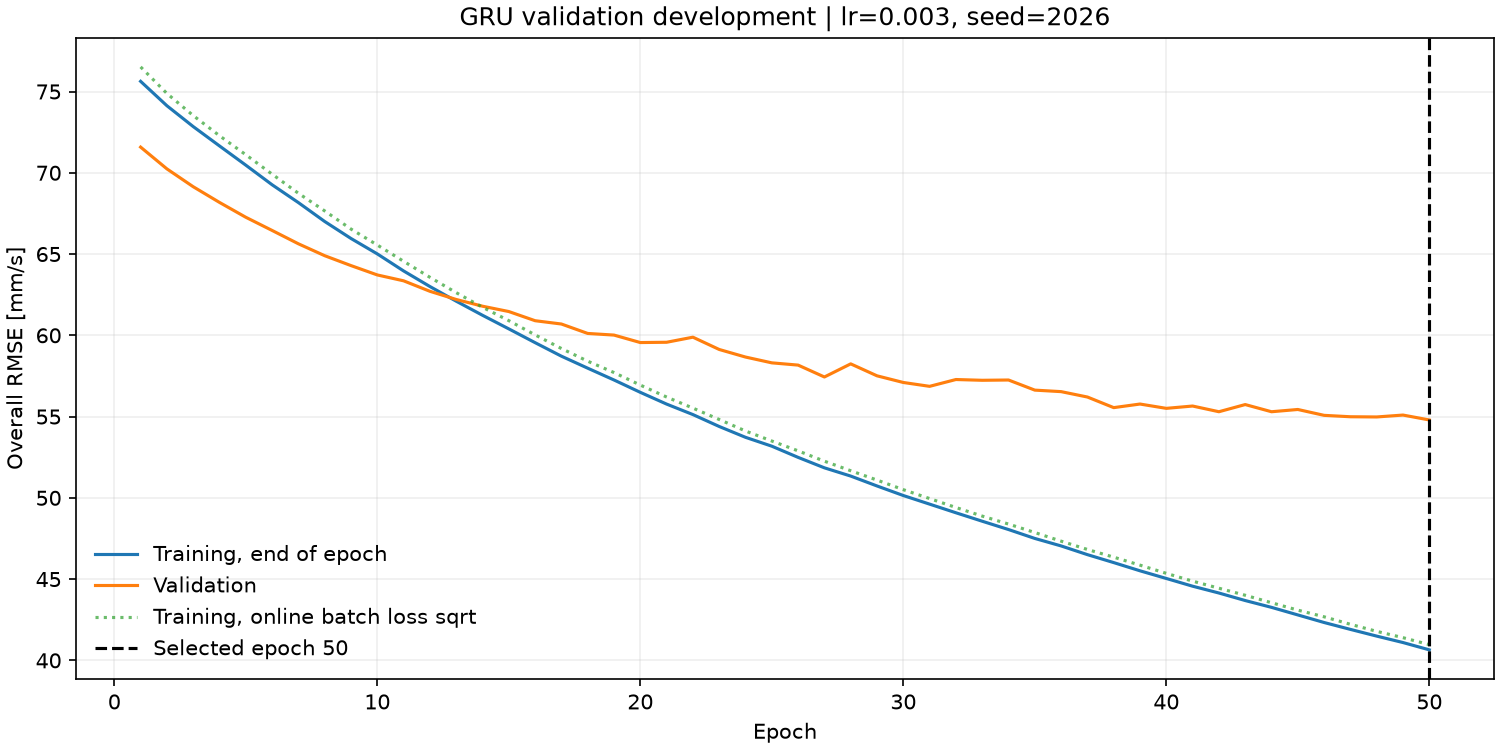 GRU validation development | lr=0.003, seed=2026
Overall RMSE [mm/s]
75
70
65
60
55
50
45
40
Training, end of epoch
Validation
Training, online batch loss sqrt
Selected epoch 50
0 10 20 30 40 50
Epoch